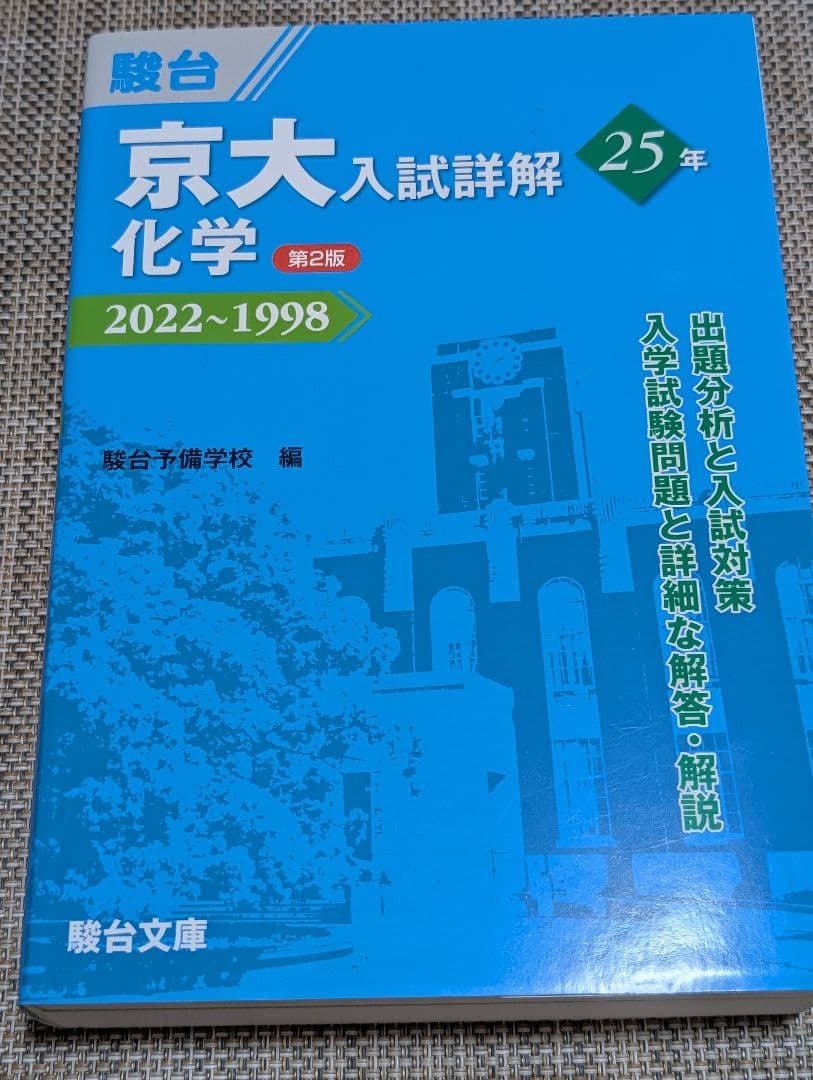 駿台
京大入試詳解 25年
化学 第2版
2022~1998
出題分析と入試対策
入学試験問題と詳細な解答・解説
駿台予備学校 編
駿台文庫